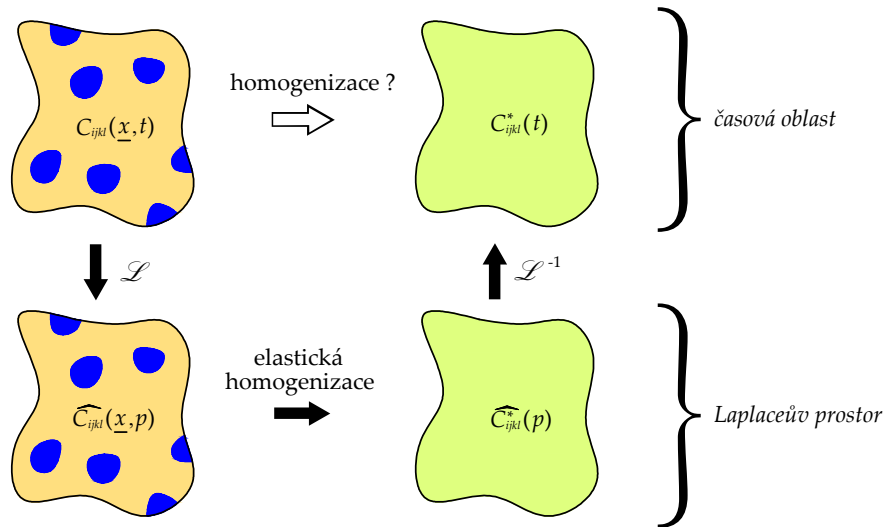 homogenizace ?
C_ijkl(x,t)
C*_ijkl(t)
časová oblast
ℒ
ℒ⁻¹
elastická
homogenizace
Ĉ_ijkl(x,p)
Ĉ*_ijkl(p)
Laplaceův prostor